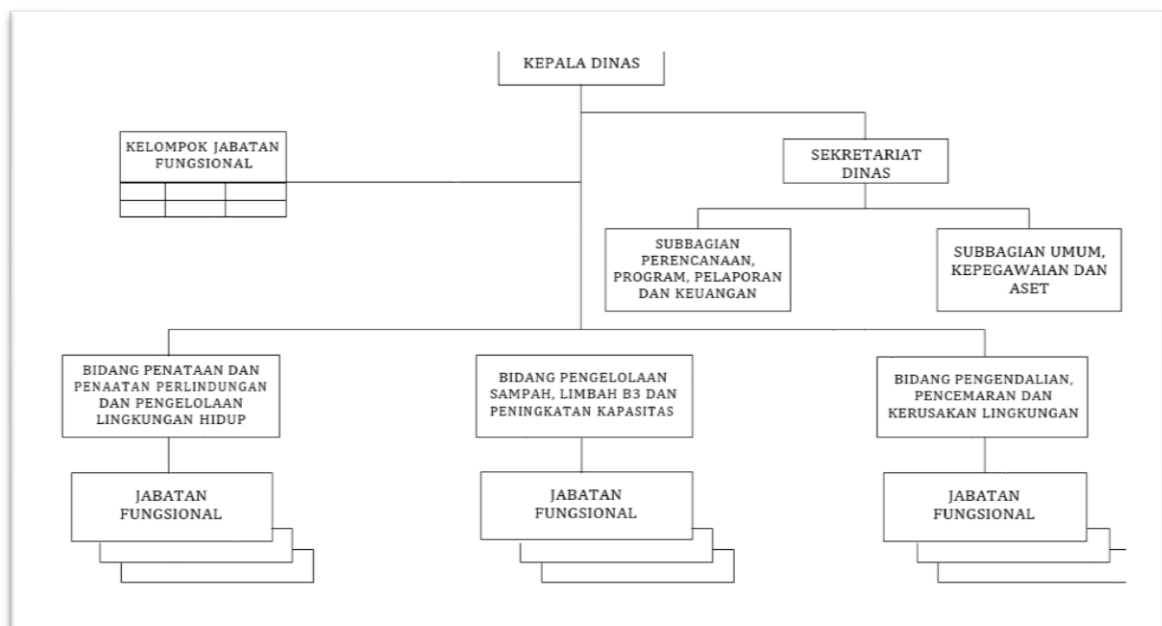 KEPALA DINAS
KELOMPOK JABATAN
FUNGSIONAL
SEKRETARIAT
DINAS
SUBBAGIAN
PERENCANAAN,
PROGRAM, PELAPORAN
DAN KEUANGAN
SUBBAGIAN UMUM,
KEPEGAWAIAN DAN
ASET
BIDANG PENATAAN DAN
PENAATAN PERLINDUNGAN
DAN PENGELOLAAN
LINGKUNGAN HIDUP
BIDANG PENGELOLAAN
SAMPAH, LIMBAH B3 DAN
PENINGKATAN KAPASITAS
BIDANG PENGENDALIAN,
PENCEMARAN DAN
KERUSAKAN LINGKUNGAN
JABATAN
FUNGSIONAL
JABATAN
FUNGSIONAL
JABATAN
FUNGSIONAL